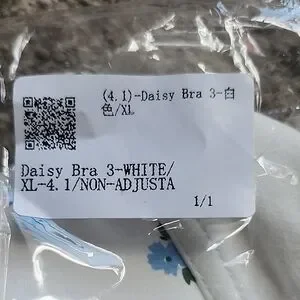 (4.1)-Daisy Bra 3-白
色/XL
Daisy Bra 3-WHITE/
XL-4.1/NON-ADJUSTA
1/1